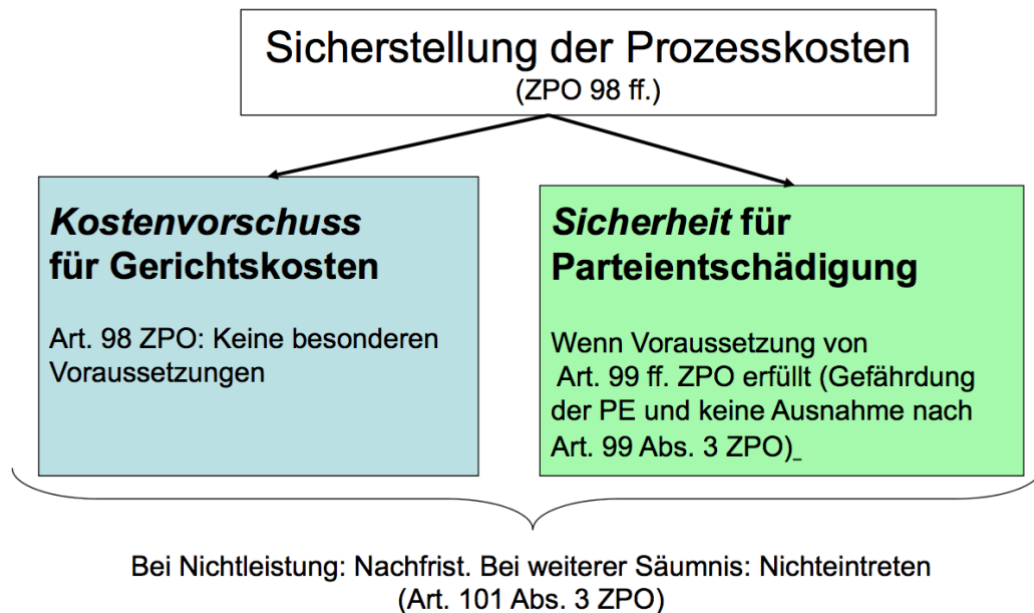 Sicherstellung der Prozesskosten
(ZPO 98 ff.)
Kostenvorschuss
für Gerichtskosten
Art. 98 ZPO: Keine besonderen
Voraussetzungen
Sicherheit für
Parteientschädigung
Wenn Voraussetzung von
Art. 99 ff. ZPO erfüllt (Gefährdung
der PE und keine Ausnahme nach
Art. 99 Abs. 3 ZPO)_
Bei Nichtleistung: Nachfrist. Bei weiterer Säumnis: Nichteintreten
(Art. 101 Abs. 3 ZPO)